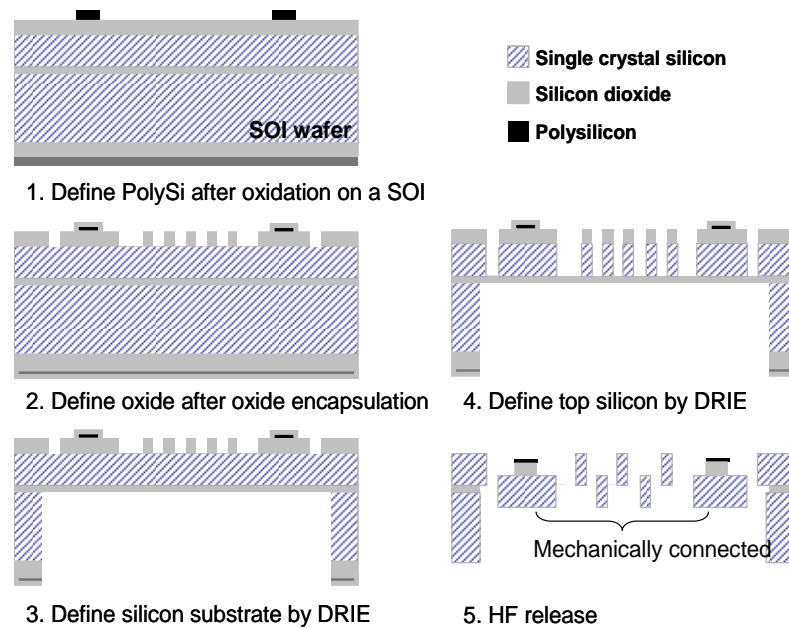 Single crystal silicon
Silicon dioxide
Polysilicon
SOI wafer
1. Define PolySi after oxidation on a SOI
2. Define oxide after oxide encapsulation
3. Define silicon substrate by DRIE
4. Define top silicon by DRIE
Mechanically connected
5. HF release